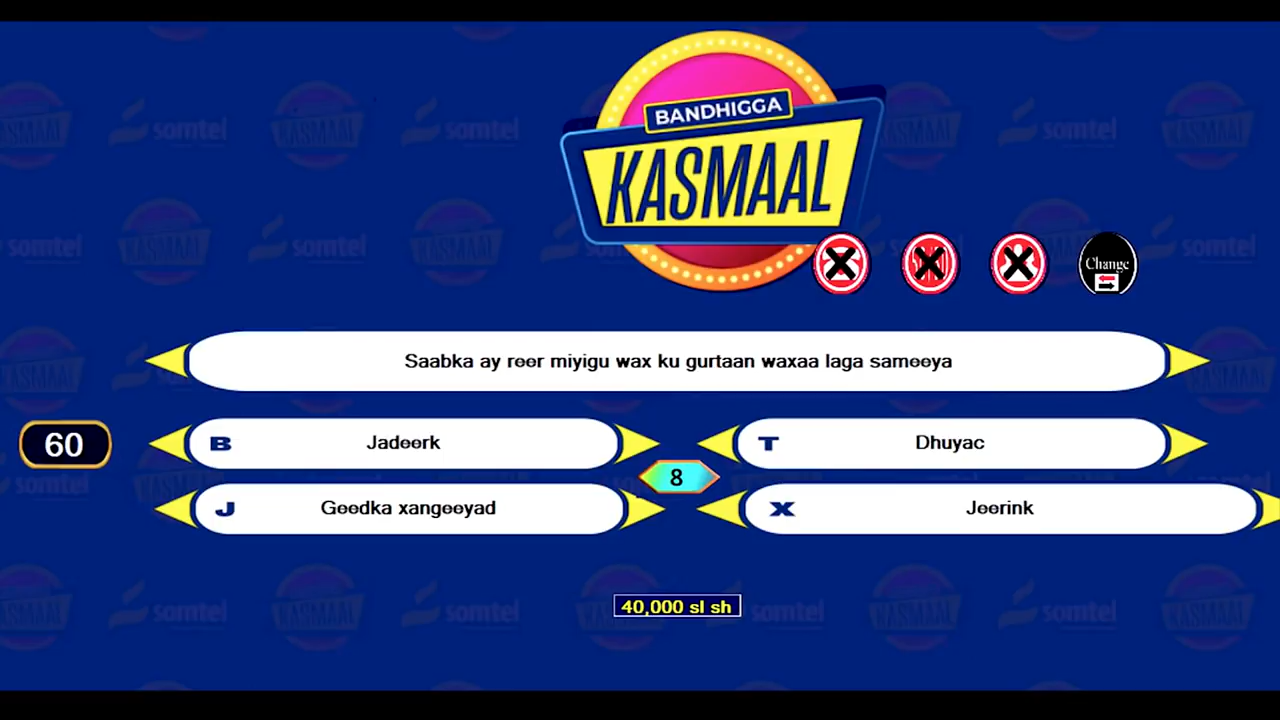 BANDHIGGA
KASMAAL
Change
Saabka ay reer miyigu wax ku gurtaan waxaa laga sameeya
60
B Jadeerk
T Dhuyac
8
J Geedka xangeeyad
X Jeerink
40,000 sl sh
somtel